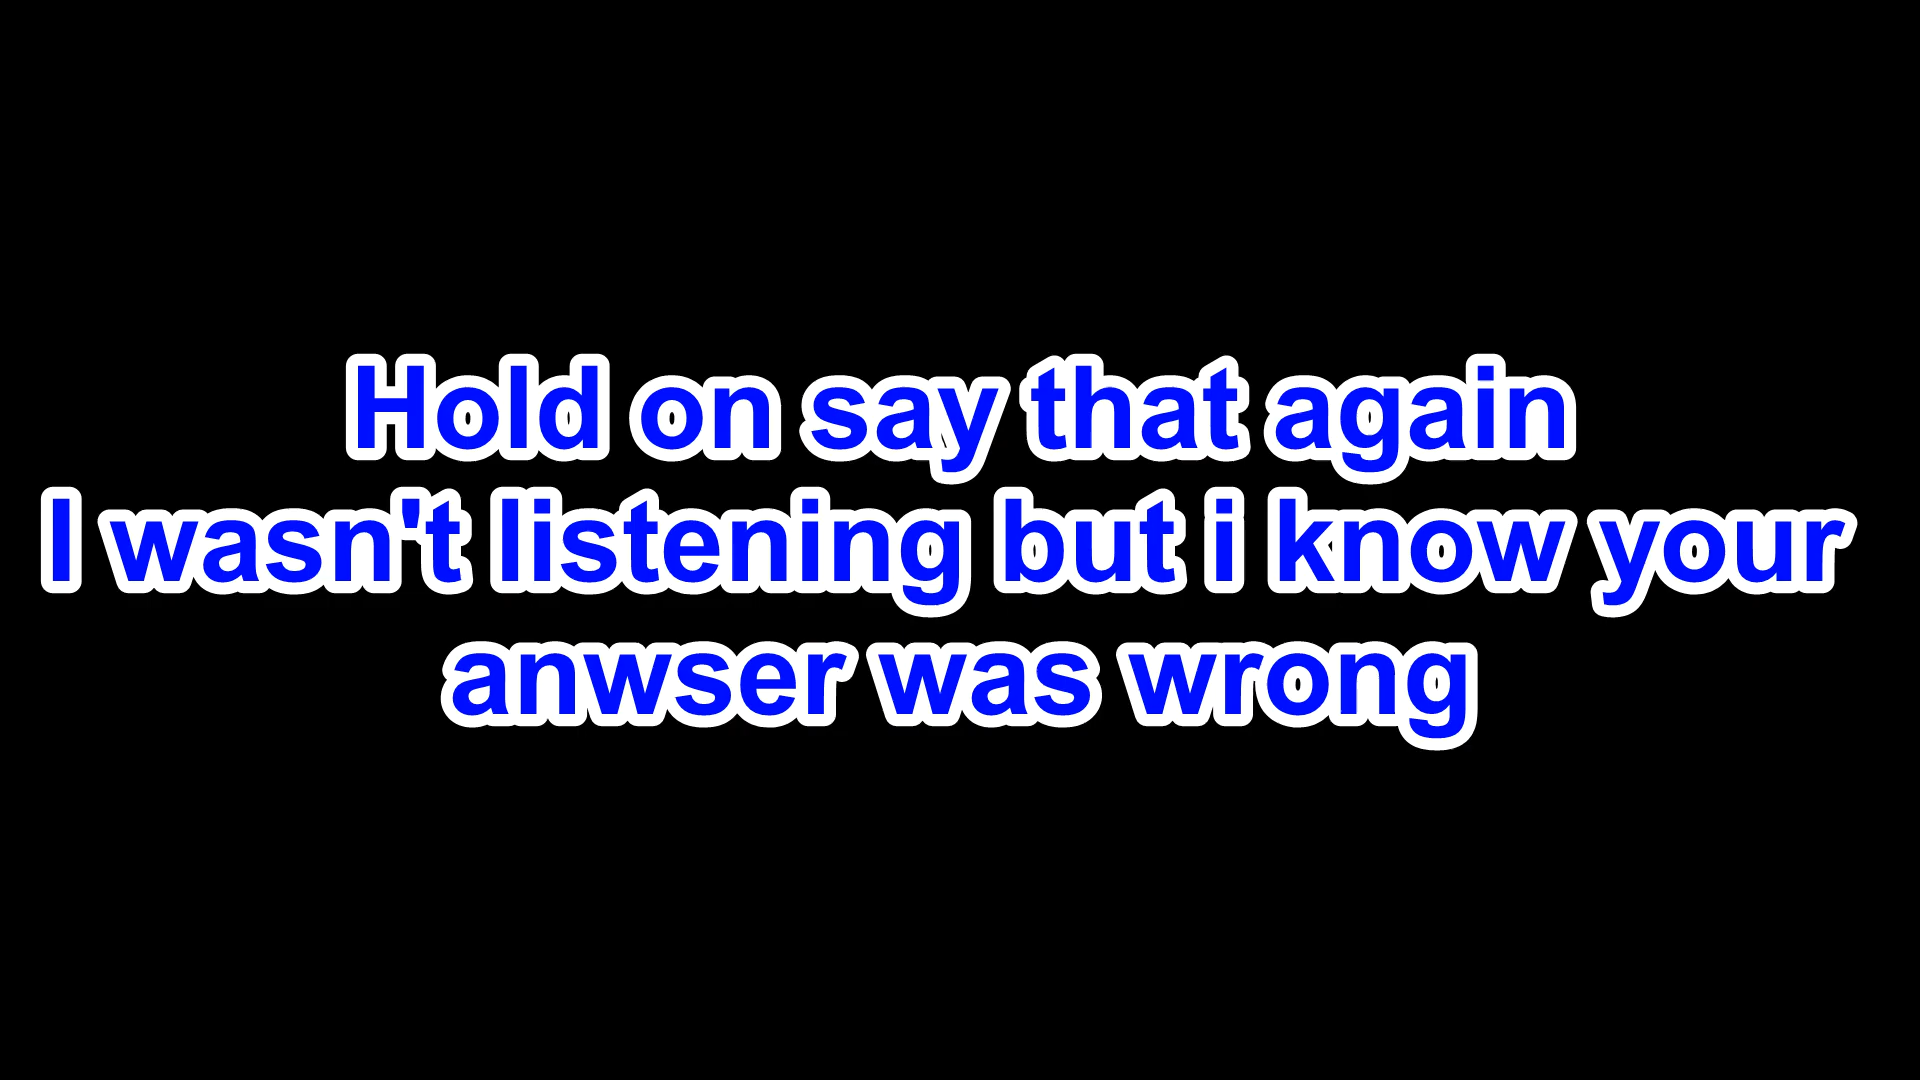 Hold on say that again
I wasn't listening but i know your
anwser was wrong